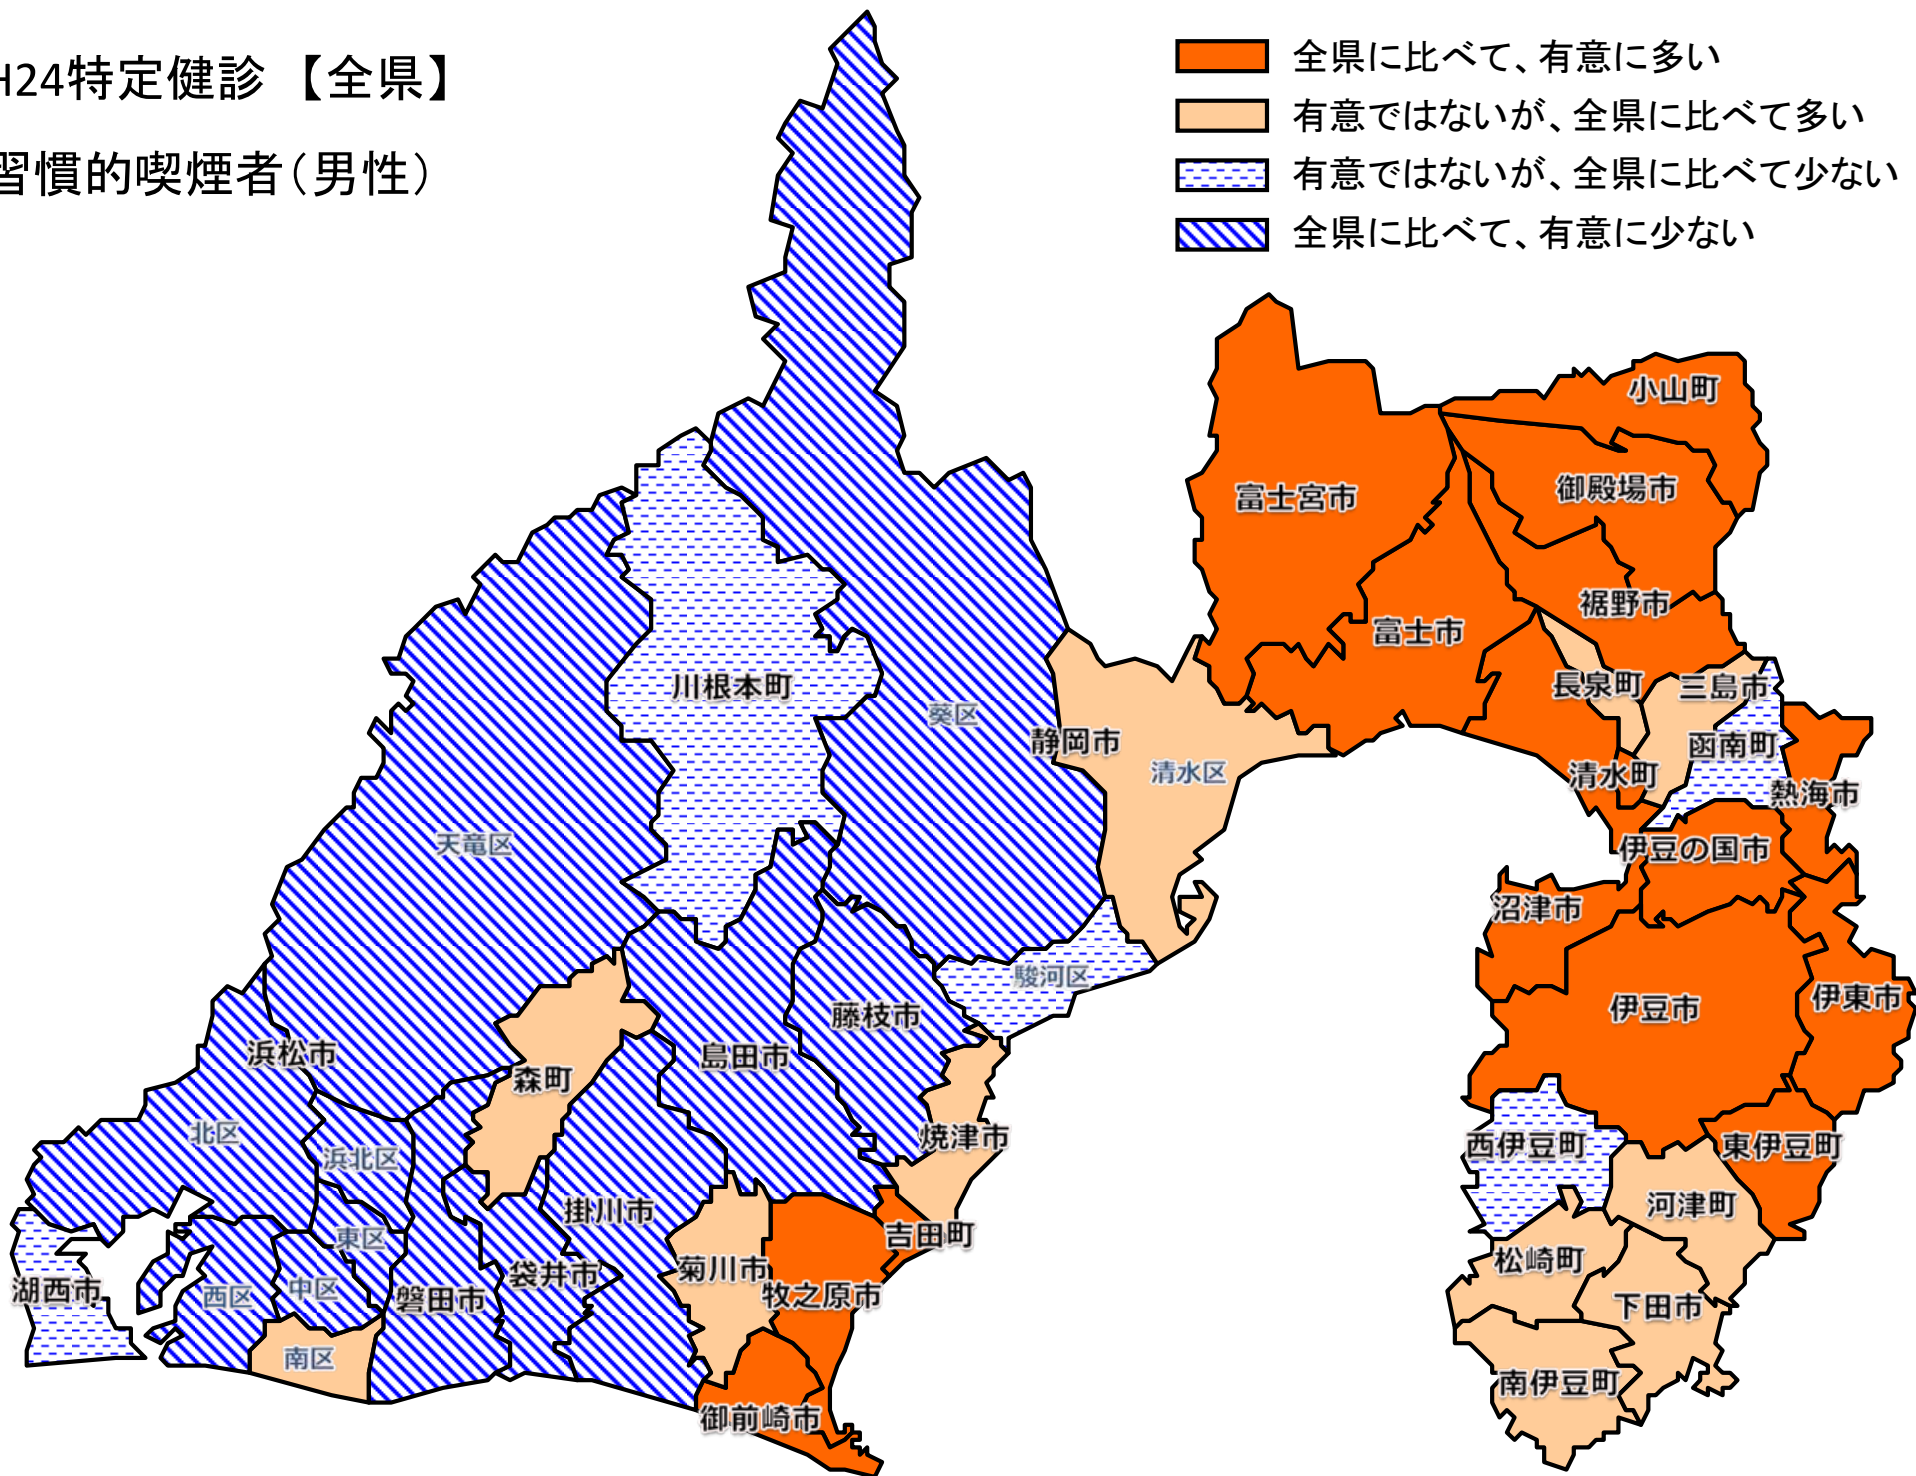 H24特定健診 【全県】
習慣的喫煙者（男性）
全県に比べて、有意に多い
有意ではないが、全県に比べて多い
有意ではないが、全県に比べて少ない
全県に比べて、有意に少ない
小山町
御殿場市
富士宮市
裾野市
富士市
長泉町
三島市
川根本町
葵区
静岡市
函南町
清水区
清水町
熱海市
天竜区
伊豆の国市
沼津市
駿河区
伊東市
伊豆市
藤枝市
浜松市
島田市
森町
北区
焼津市
西伊豆町
東伊豆町
浜北区
河津町
掛川市
吉田町
東区
松崎町
菊川市
袋井市
湖西市
中区
西区
磐田市
牧之原市
下田市
南区
南伊豆町
御前崎市